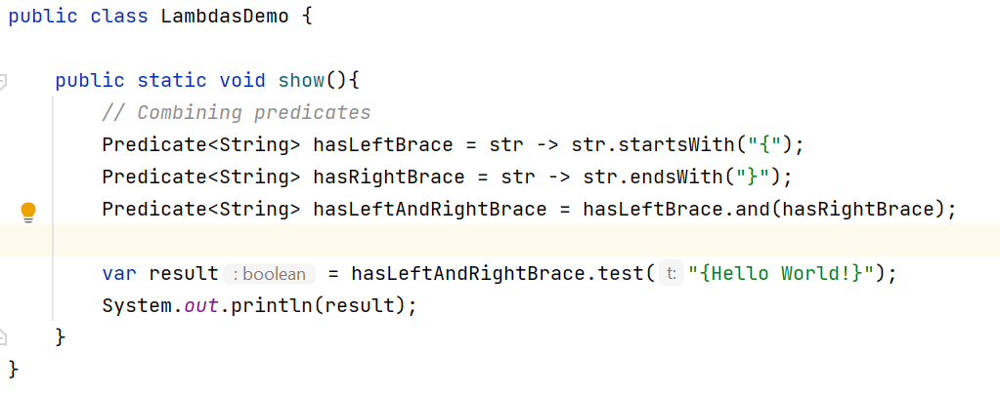 public class LambdasDemo {
public static void show(){
// Combining predicates
Predicate<String> hasLeftBrace = str -> str.startsWith("{");
Predicate<String> hasRightBrace = str -> str.endsWith("}");
Predicate<String> hasLeftAndRightBrace = hasLeftBrace.and(hasRightBrace);
var result : boolean = hasLeftAndRightBrace.test( t: "{Hello World!}");
System.out.println(result);
}
}